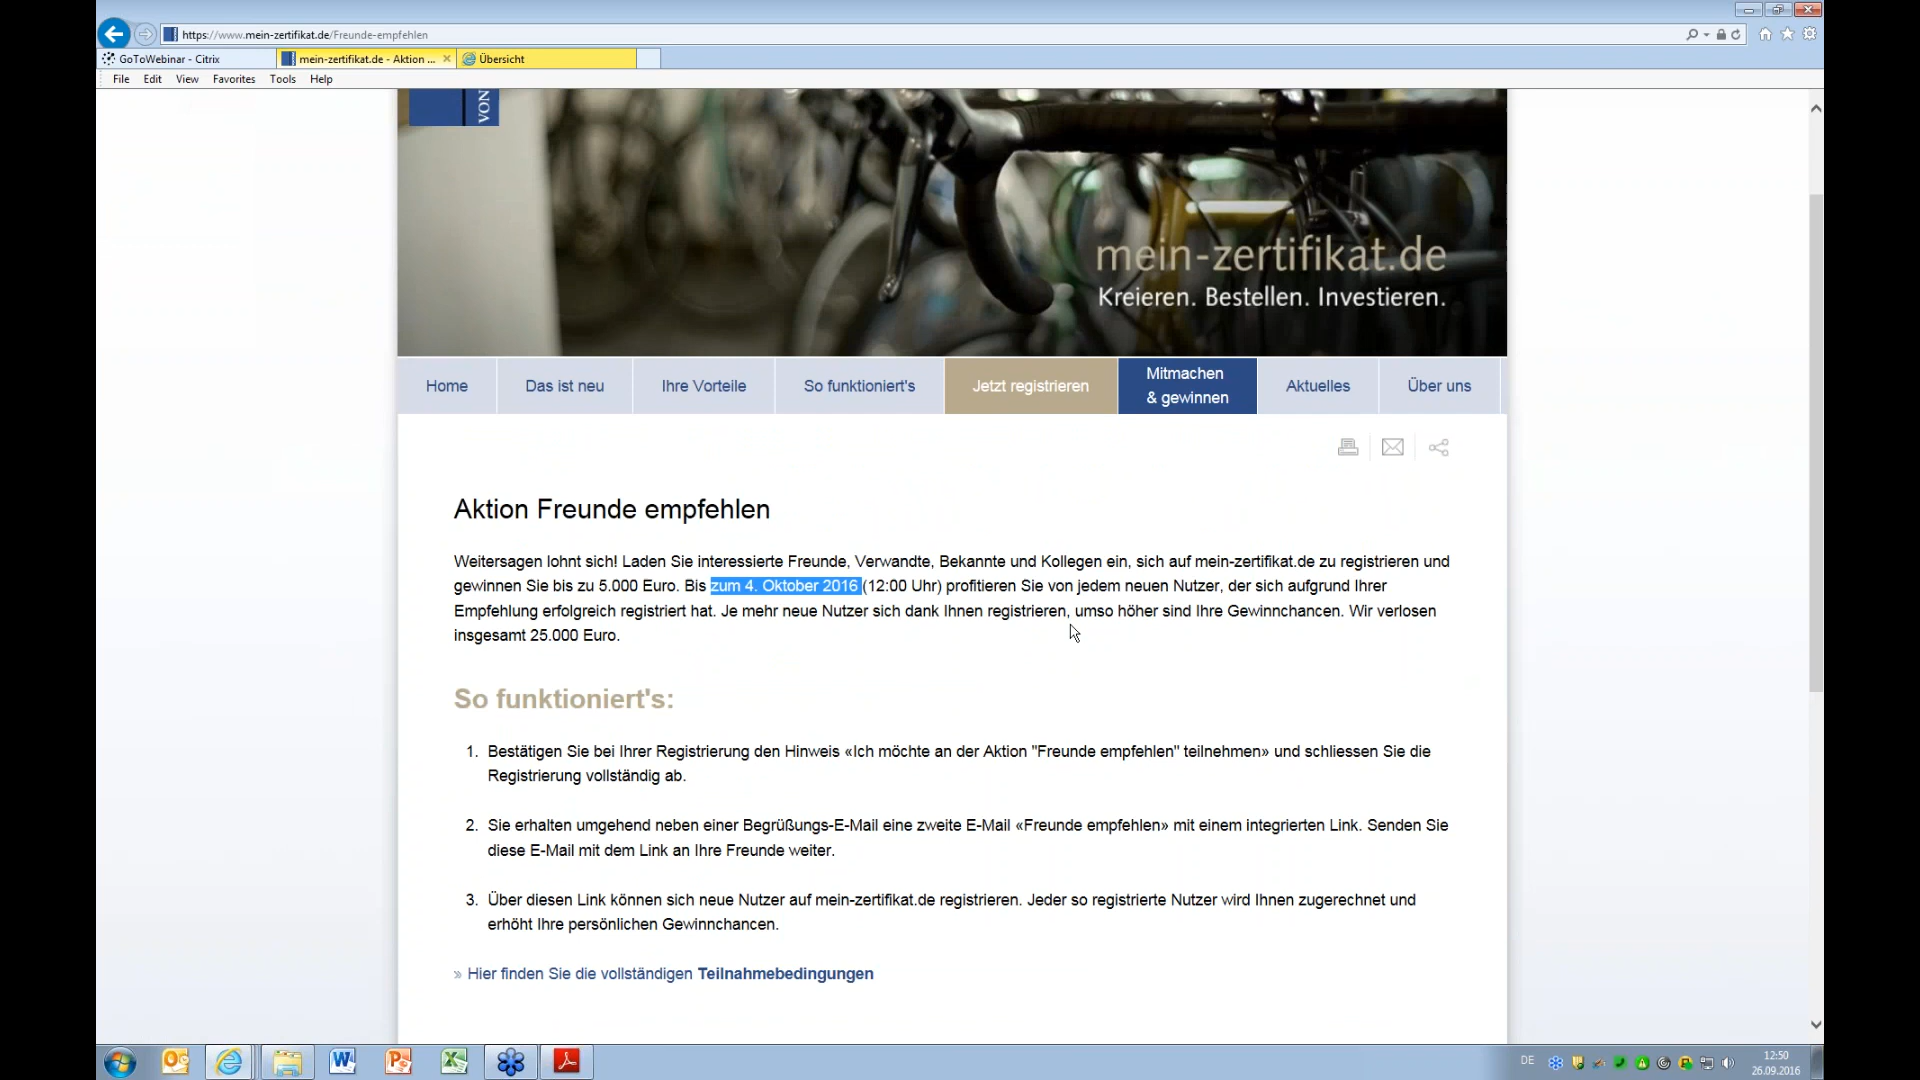 https://www.mein-zertifikat.de/Freunde-empfehlen
GoToWebinar - Citrix
mein-zertifikat.de - Aktion ...
Übersicht
File Edit View Favorites Tools Help
VON
mein-zertifikat.de
Kreieren. Bestellen. Investieren.
Home
Das ist neu
Ihre Vorteile
So funktioniert's
Jetzt registrieren
Mitmachen
& gewinnen
Aktuelles
Über uns
Aktion Freunde empfehlen
Weitersagen lohnt sich! Laden Sie interessierte Freunde, Verwandte, Bekannte und Kollegen ein, sich auf mein-zertifikat.de zu registrieren und
gewinnen Sie bis zu 5.000 Euro. Bis zum 4. Oktober 2016 (12:00 Uhr) profitieren Sie von jedem neuen Nutzer, der sich aufgrund Ihrer
Empfehlung erfolgreich registriert hat. Je mehr neue Nutzer sich dank Ihnen registrieren, umso höher sind Ihre Gewinnchancen. Wir verlosen
insgesamt 25.000 Euro.
So funktioniert's:
1. Bestätigen Sie bei Ihrer Registrierung den Hinweis «Ich möchte an der Aktion "Freunde empfehlen" teilnehmen» und schliessen Sie die
Registrierung vollständig ab.
2. Sie erhalten umgehend neben einer Begrüßungs-E-Mail eine zweite E-Mail «Freunde empfehlen» mit einem integrierten Link. Senden Sie
diese E-Mail mit dem Link an Ihre Freunde weiter.
3. Über diesen Link können sich neue Nutzer auf mein-zertifikat.de registrieren. Jeder so registrierte Nutzer wird Ihnen zugerechnet und
erhöht Ihre persönlichen Gewinnchancen.
» Hier finden Sie die vollständigen Teilnahmebedingungen
DE
12:50
26.09.2016